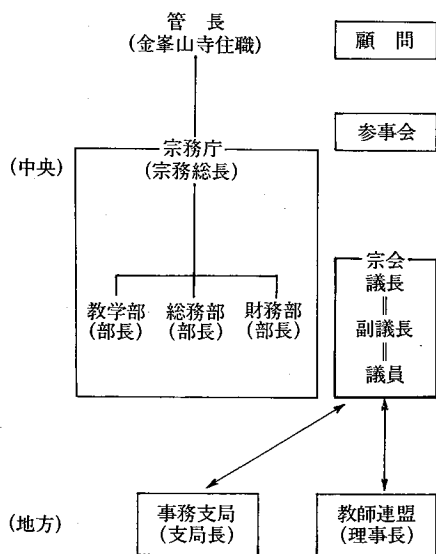 管長
(金峯山寺住職)
顧問
参事会
(中央)
宗務庁
(宗務総長)
教学部
(部長)
総務部
(部長)
財務部
(部長)
宗会
議長
||
副議長
||
議員
(地方)
事務支局
(支局長)
教師連盟
(理事長)